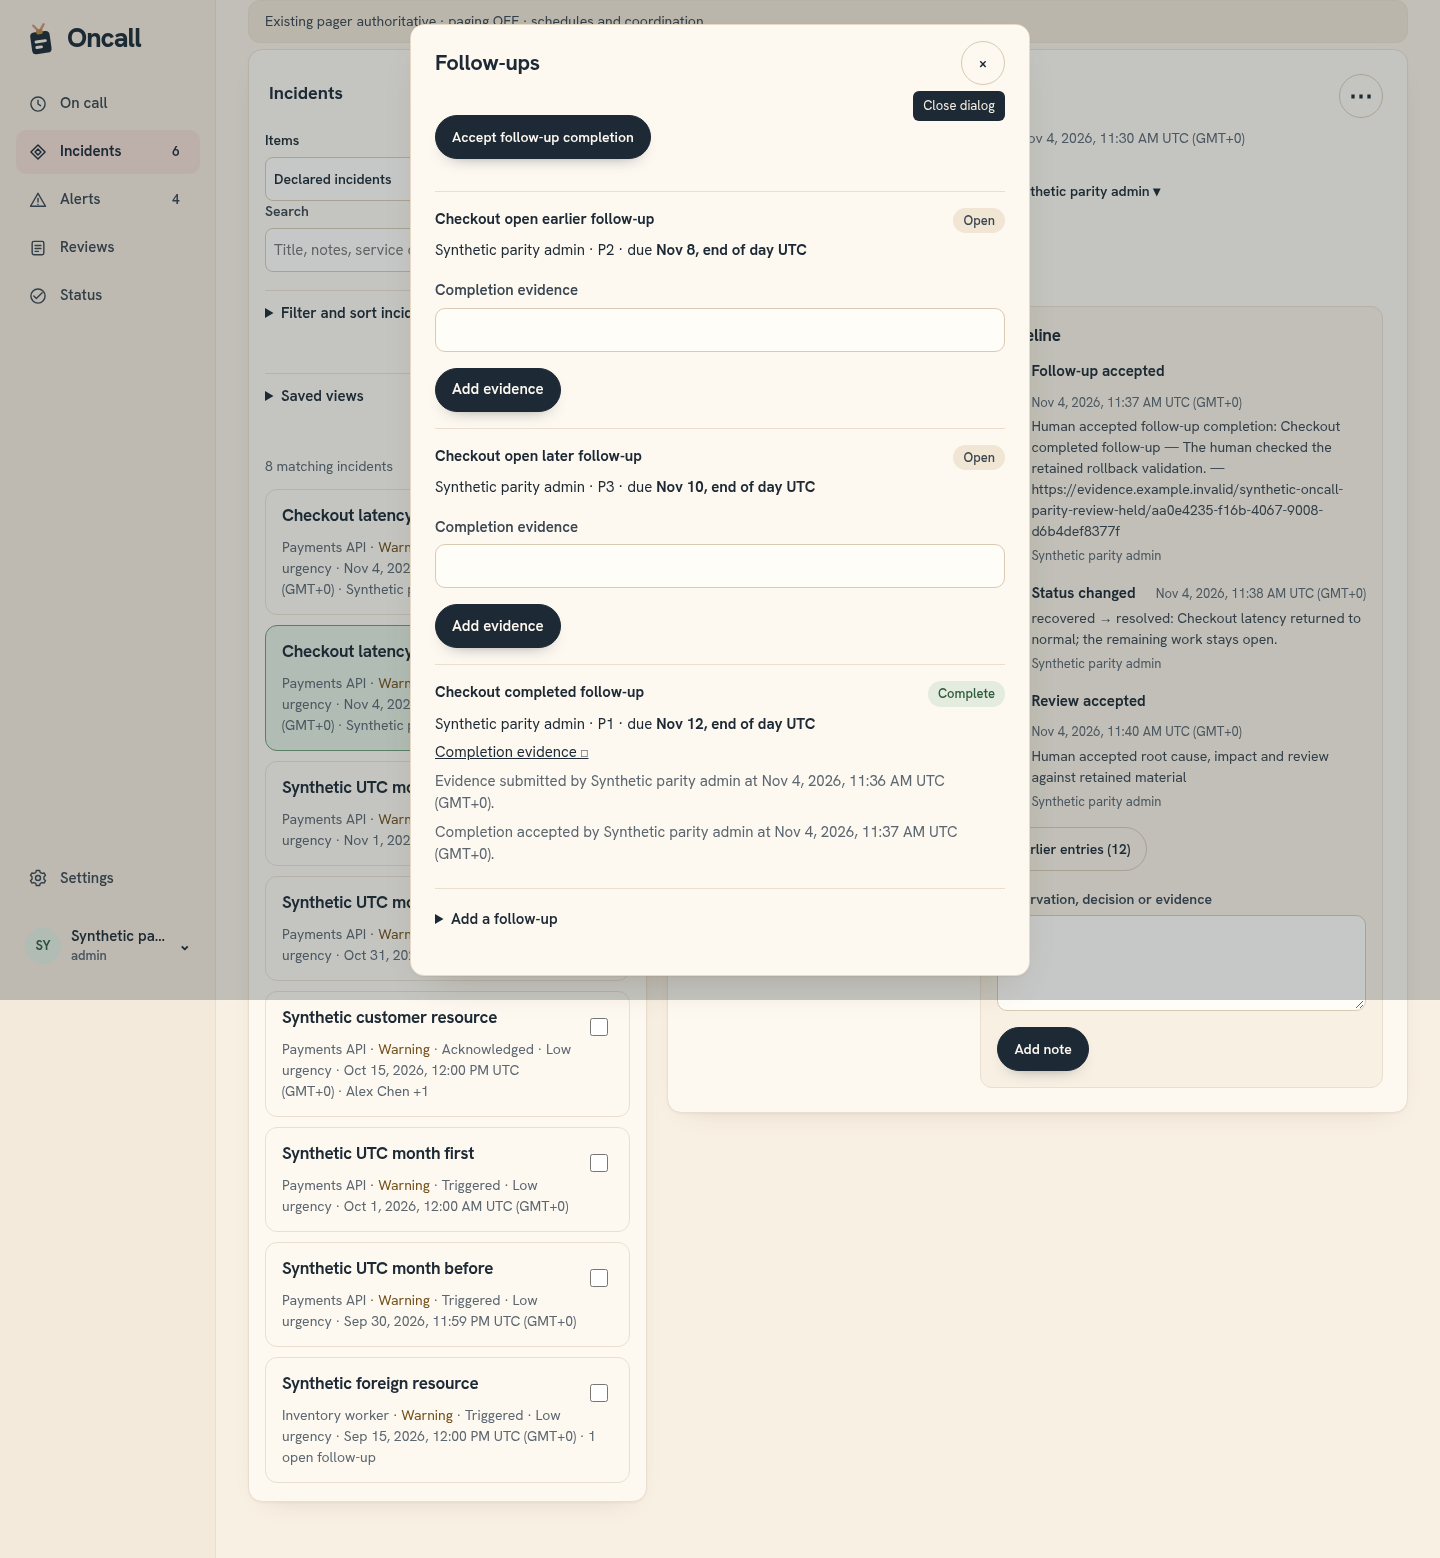 Oncall
On call
Incidents 6
Alerts 4
Reviews
Status
Settings
SY
Synthetic pa...
admin
Existing pager authoritative · paging OFF · schedules and coordination
Incidents
Items
Declared incidents
Search
Title, notes, service
Filter and sort
Saved views
8 matching incidents
Checkout latency
Payments API ·
urgency · Nov 4,
(GMT+0) · Synthetic
Checkout latency
Payments API ·
urgency · Nov 4,
(GMT+0) · Synthetic
Synthetic UTC
Payments API ·
urgency · Nov 1,
Synthetic UTC
Payments API ·
urgency · Oct 31,
Synthetic customer resource
Payments API · Warning · Acknowledged · Low
urgency · Oct 15, 2026, 12:00 PM UTC
(GMT+0) · Alex Chen +1
Synthetic UTC month first
Payments API · Warning · Triggered · Low
urgency · Oct 1, 2026, 12:00 AM UTC (GMT+0)
Synthetic UTC month before
Payments API · Warning · Triggered · Low
urgency · Sep 30, 2026, 11:59 PM UTC (GMT+0)
Synthetic foreign resource
Inventory worker · Warning · Triggered · Low
urgency · Sep 15, 2026, 12:00 PM UTC (GMT+0) · 1
open follow-up
Follow-ups
×
Close dialog
Accept follow-up completion
Checkout open earlier follow-up
Open
Synthetic parity admin · P2 · due Nov 8, end of day UTC
Completion evidence
Add evidence
Checkout open later follow-up
Open
Synthetic parity admin · P3 · due Nov 10, end of day UTC
Completion evidence
Add evidence
Checkout completed follow-up
Complete
Synthetic parity admin · P1 · due Nov 12, end of day UTC
Completion evidence
Evidence submitted by Synthetic parity admin at Nov 4, 2026, 11:36 AM UTC
(GMT+0).
Completion accepted by Synthetic parity admin at Nov 4, 2026, 11:37 AM UTC
(GMT+0).
Add a follow-up
4, 2026, 11:30 AM UTC (GMT+0)
parity admin ▾
Follow-up accepted
Nov 4, 2026, 11:37 AM UTC (GMT+0)
Human accepted follow-up completion: Checkout
completed follow-up — The human checked the
retained rollback validation. —
https://evidence.example.invalid/synthetic-oncall-
parity-review-held/aa0e4235-f16b-4067-9008-
d6b4def8377f
Synthetic parity admin
Status changed Nov 4, 2026, 11:38 AM UTC (GMT+0)
recovered → resolved: Checkout latency returned to
normal; the remaining work stays open.
Synthetic parity admin
Review accepted
Nov 4, 2026, 11:40 AM UTC (GMT+0)
Human accepted root cause, impact and review
against retained material
Synthetic parity admin
entries (12)
decision or evidence
Add note